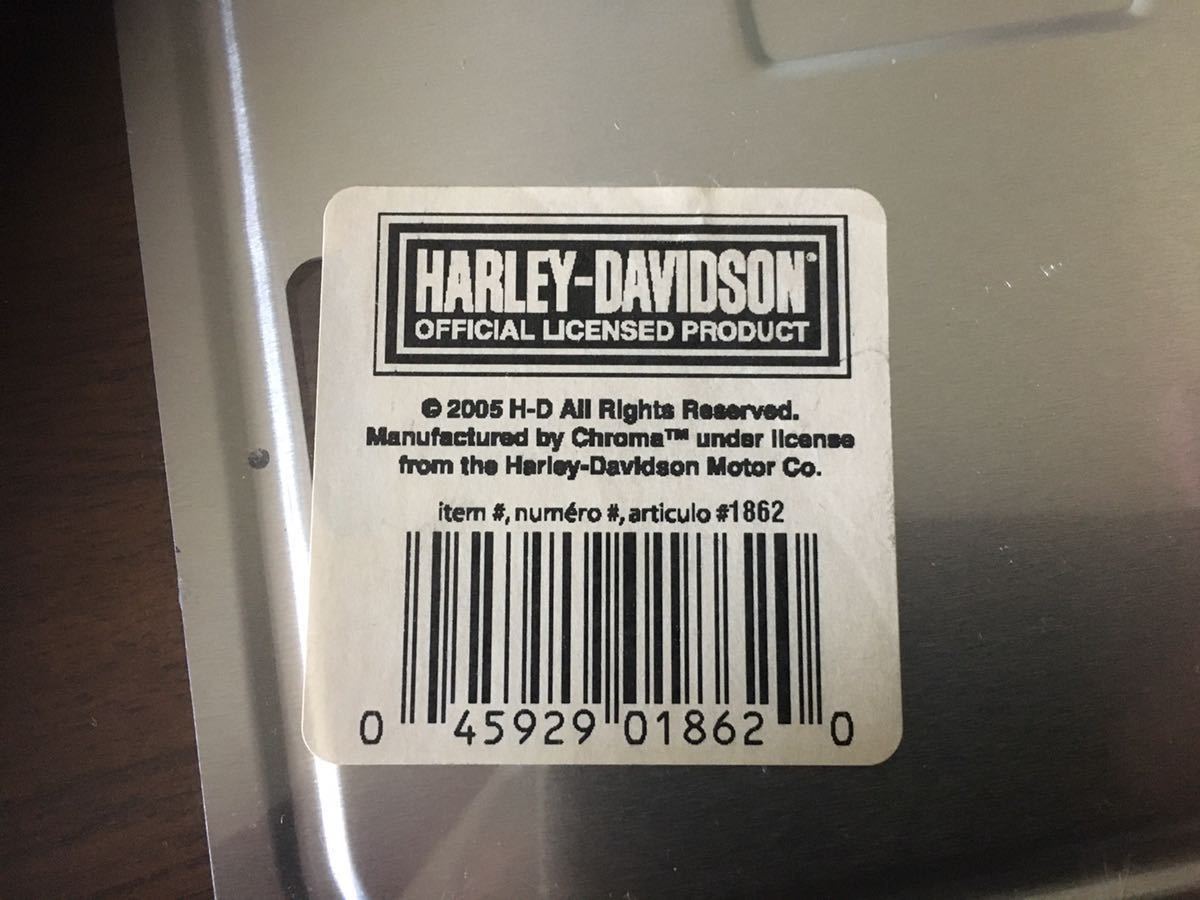 HARLEY-DAVIDSON®
OFFICIAL LICENSED PRODUCT
© 2005 H-D All Rights Reserved.
Manufactured by Chroma™ under license
from the Harley-Davidson Motor Co.
item #, numéro #, articulo #1862
0 45929 01862 0